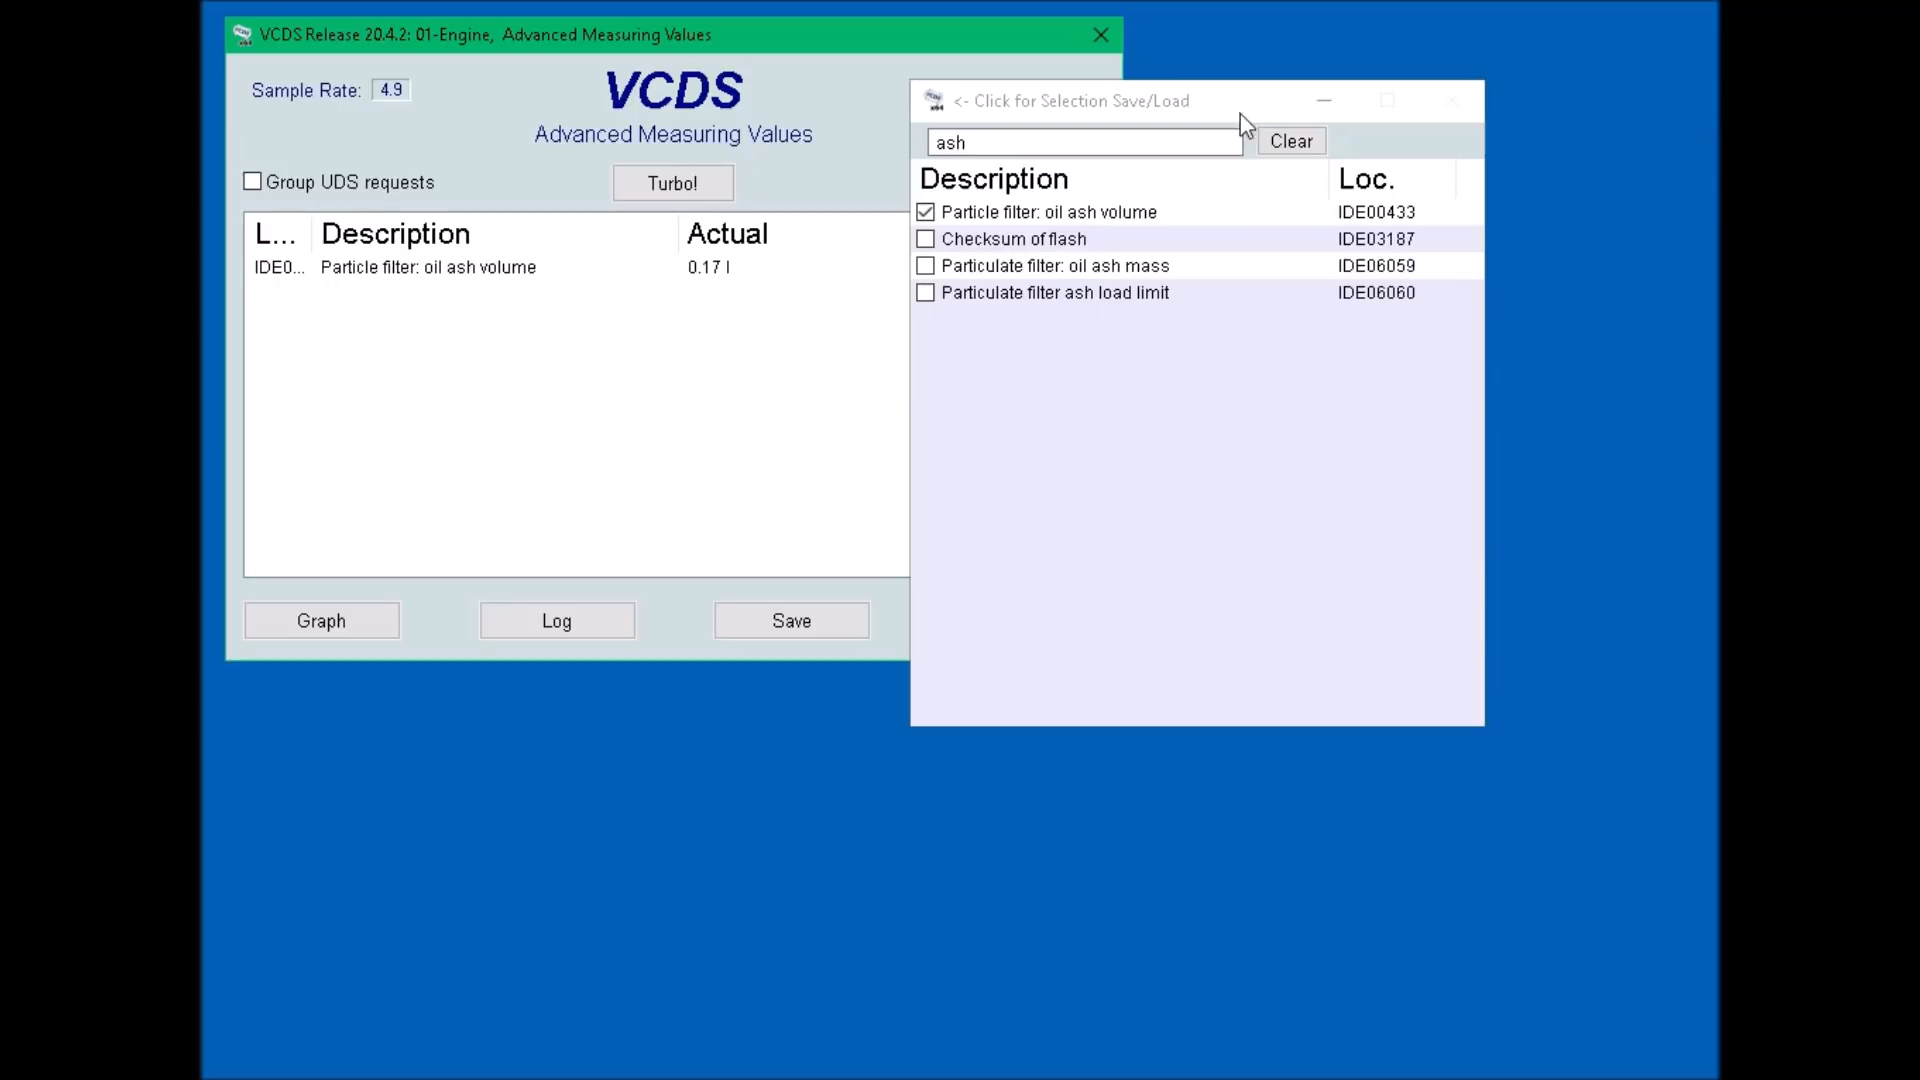 VCDS Release 20.4.2: 01-Engine,  Advanced Measuring Values
Sample Rate: 4.9
VCDS
Advanced Measuring Values
Group UDS requests
Turbo!
L... Description Actual
IDE0... Particle filter: oil ash volume 0.17 l
Graph Log Save
<- Click for Selection Save/Load
ash Clear
Description Loc.
Particle filter: oil ash volume IDE00433
Checksum of flash IDE03187
Particulate filter: oil ash mass IDE06059
Particulate filter ash load limit IDE06060